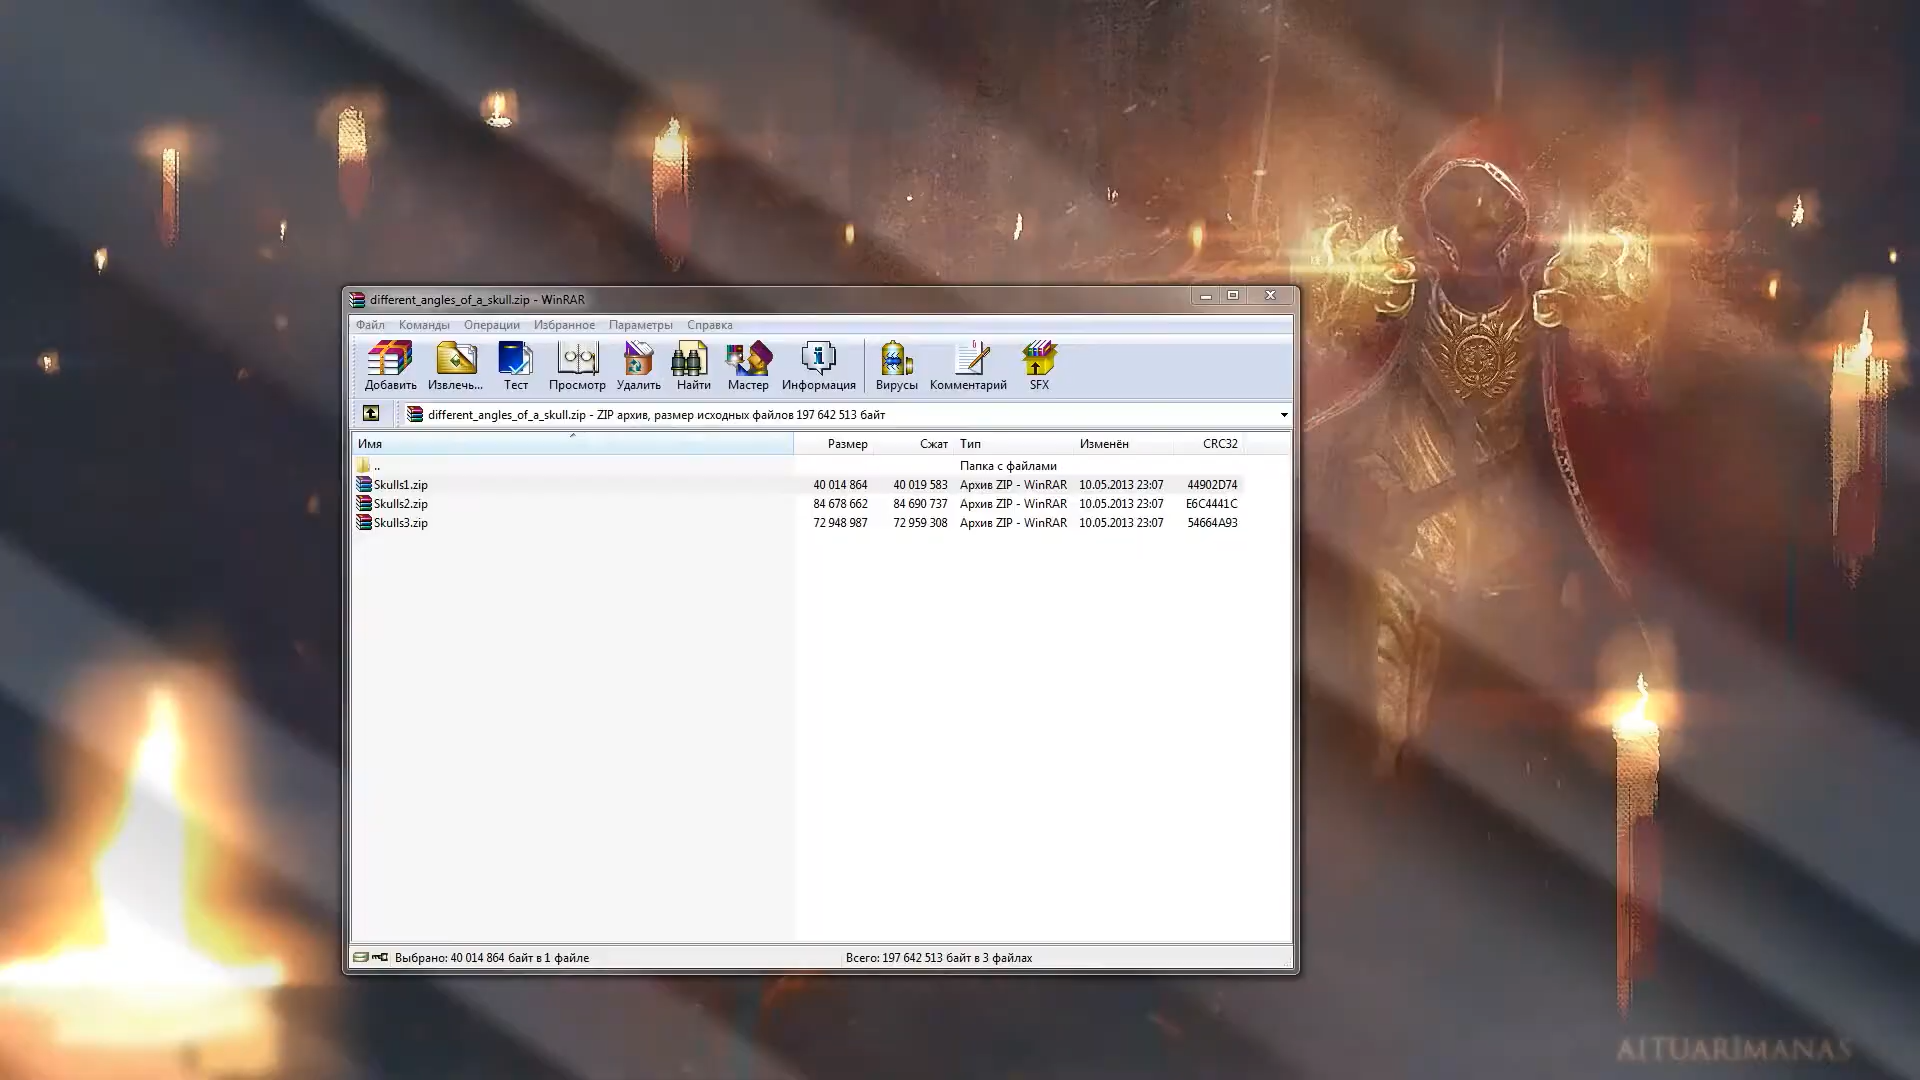 different_angles_of_a_skull.zip - WinRAR
Файл Команды Операции Избранное Параметры Справка
Добавить Извлечь... Тест Просмотр Удалить Найти Мастер Информация Вирусы Комментарий SFX
different_angles_of_a_skull.zip - ZIP архив, размер исходных файлов 197 642 513 байт
Имя Размер Сжат Тип Изменён CRC32
.. Папка с файлами
Skulls1.zip 40 014 864 40 019 583 Архив ZIP - WinRAR 10.05.2013 23:07 44902D74
Skulls2.zip 84 678 662 84 690 737 Архив ZIP - WinRAR 10.05.2013 23:07 E6C4441C
Skulls3.zip 72 948 987 72 959 308 Архив ZIP - WinRAR 10.05.2013 23:07 54664A93
Выбрано: 40 014 864 байт в 1 файле Всего: 197 642 513 байт в 3 файлах
AITUARIMANAS